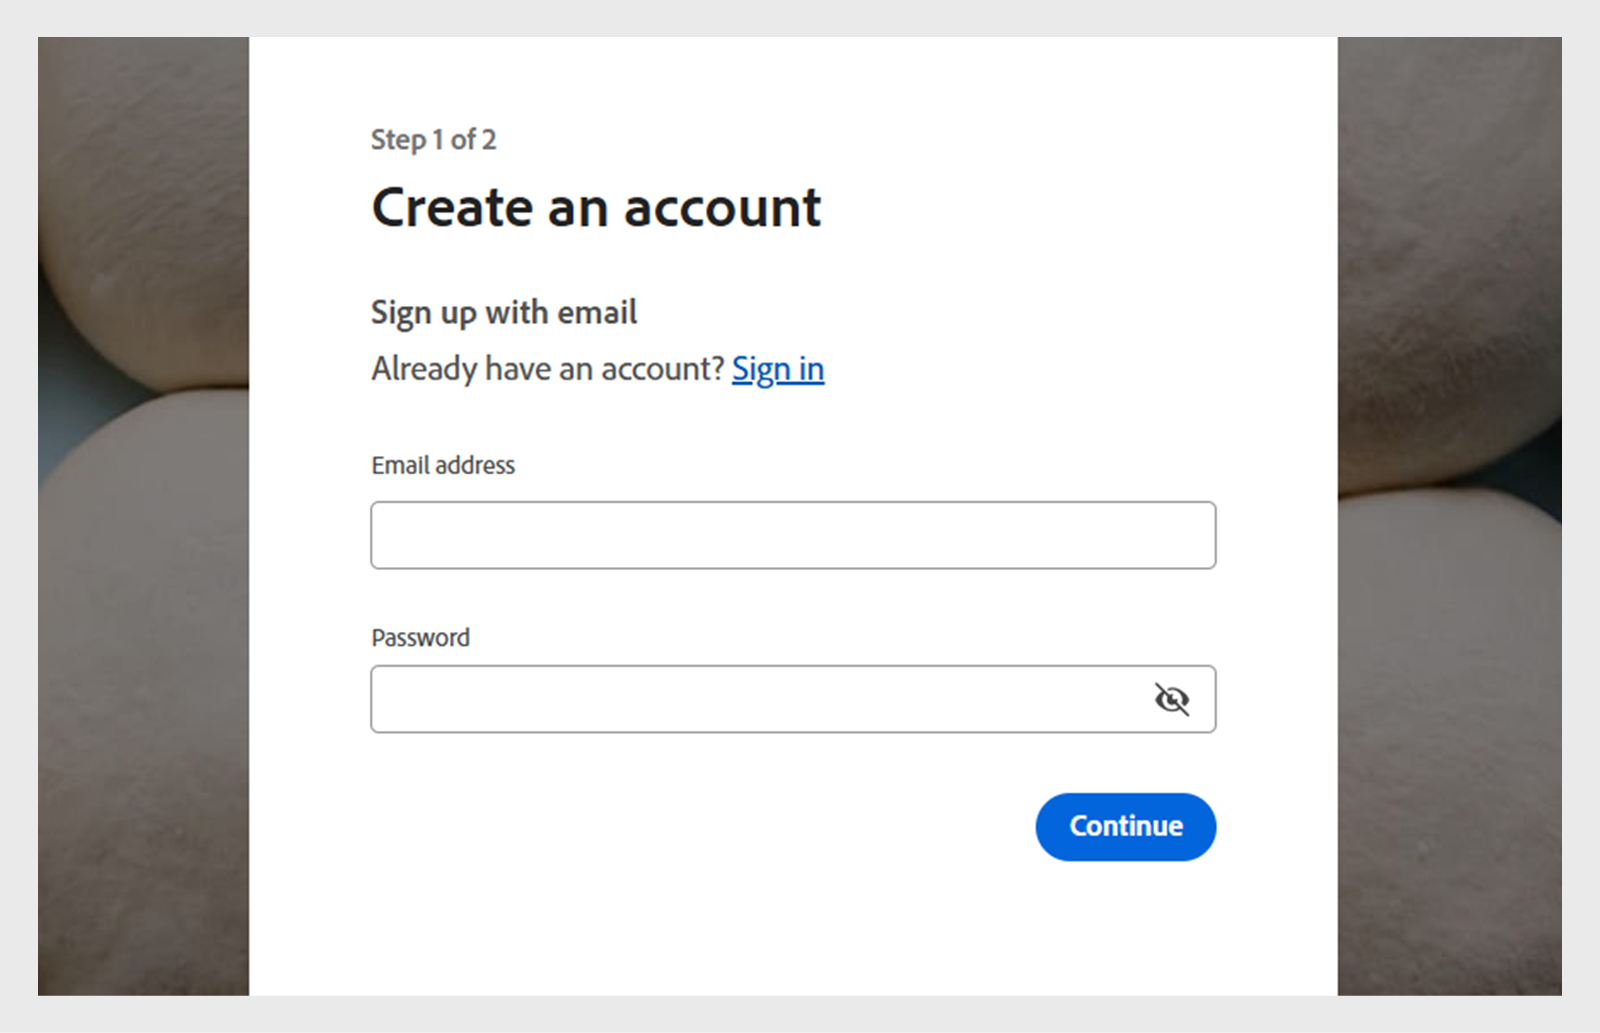 Step 1 of 2
Create an account
Sign up with email
Already have an account? Sign in
Email address
Password
Continue